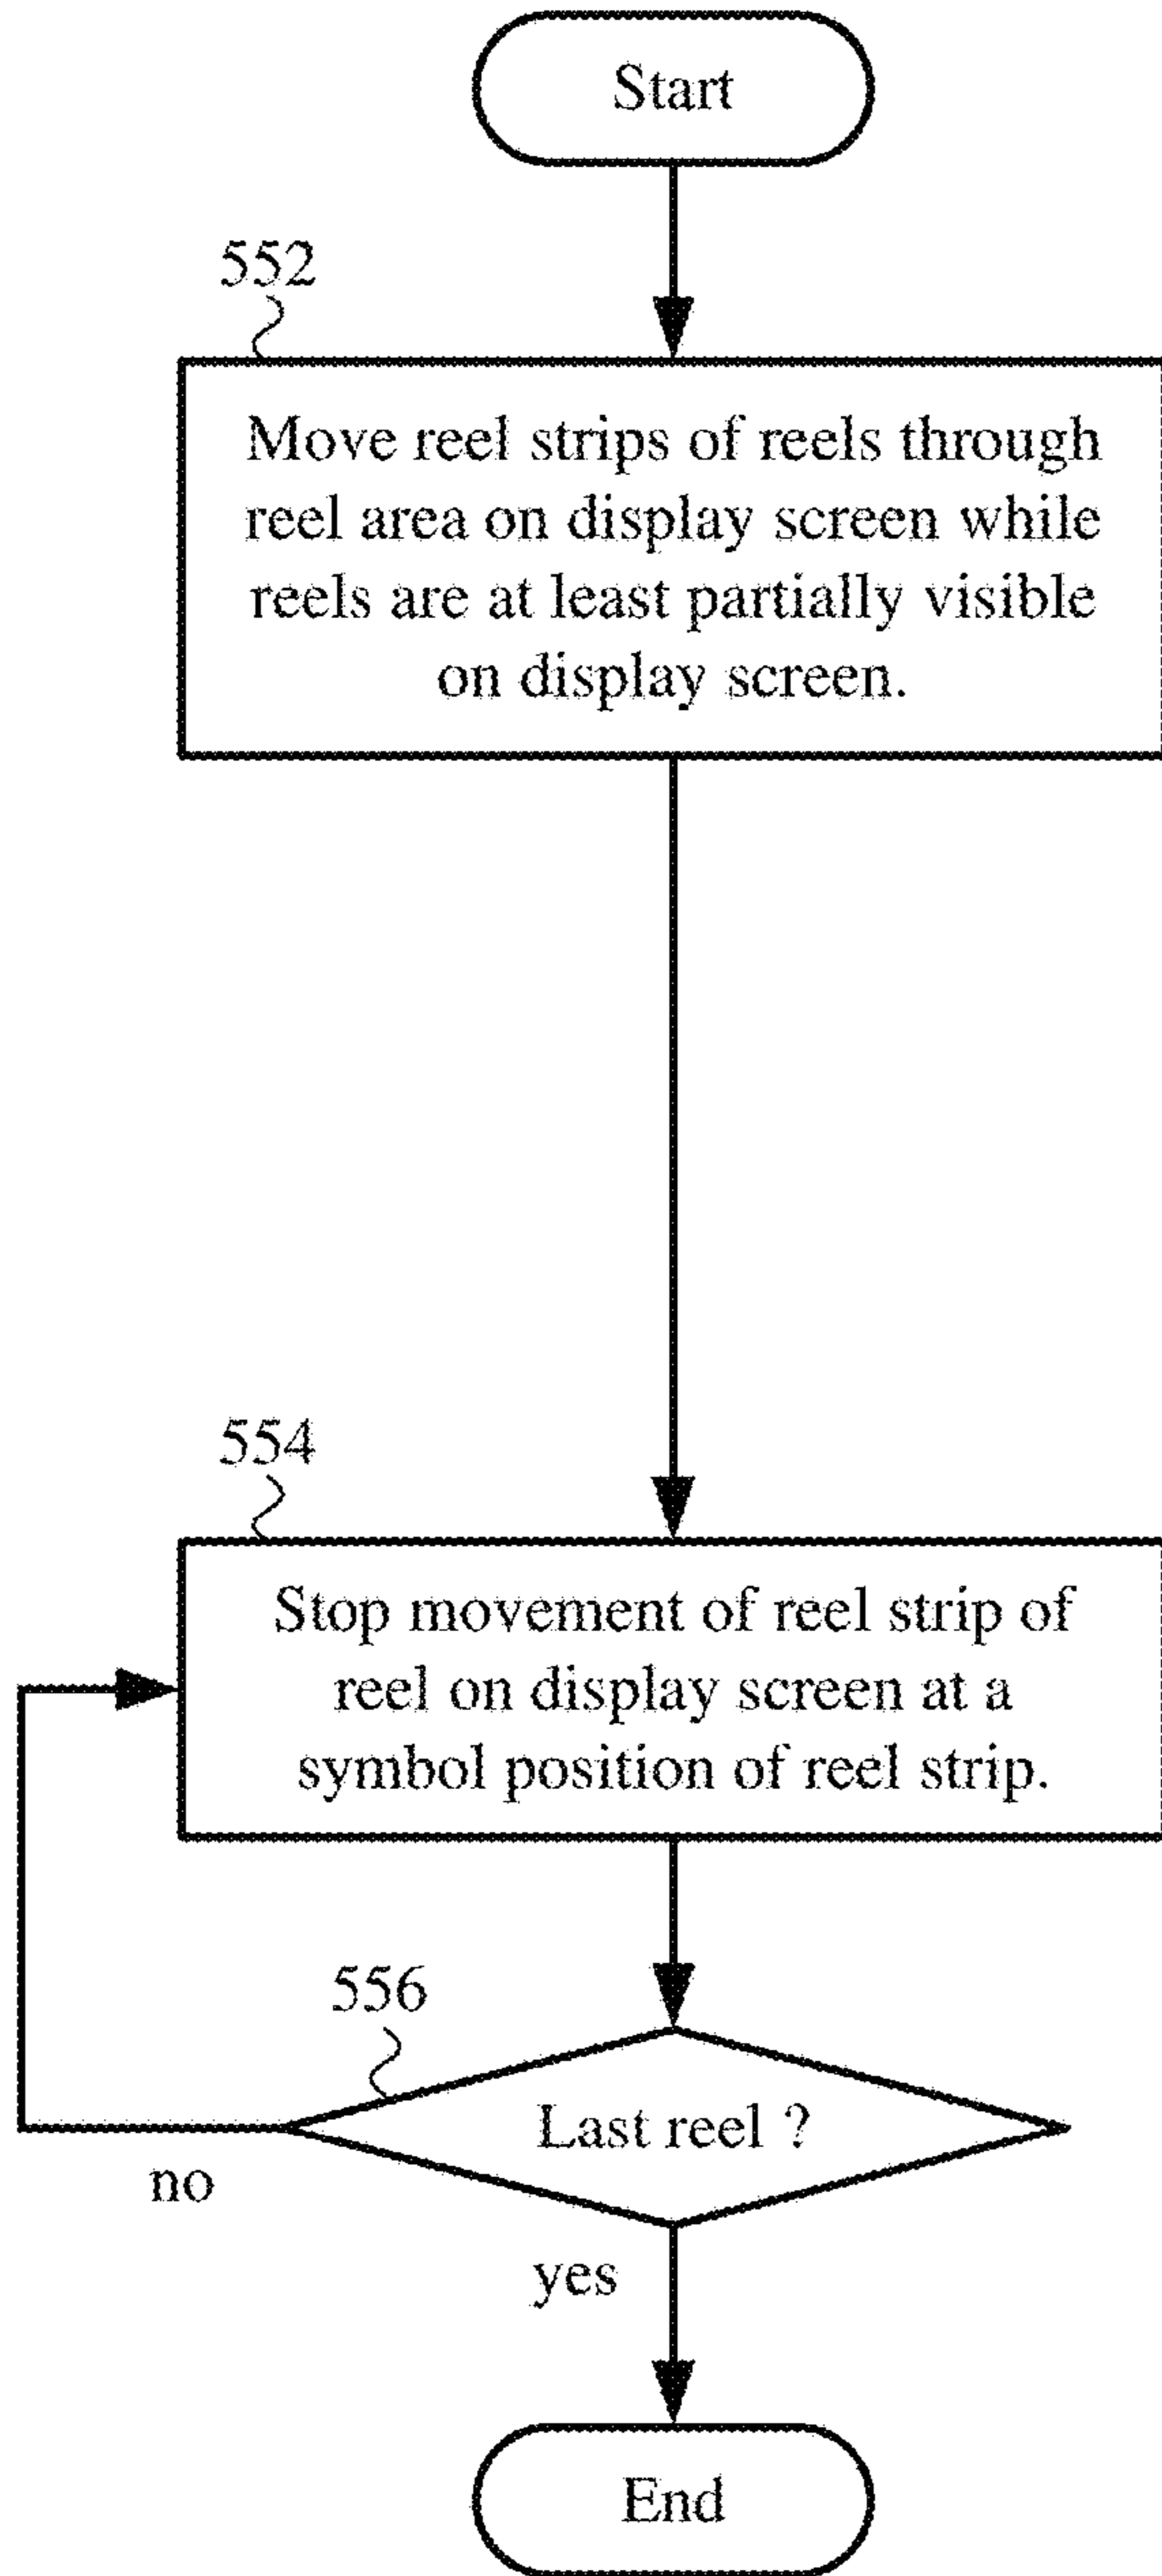 Start
552
Move reel strips of reels through
reel area on display screen while
reels are at least partially visible
on display screen.
554
Stop movement of reel strip of
reel on display screen at a
symbol position of reel strip.
556
Last reel ?
no
yes
End